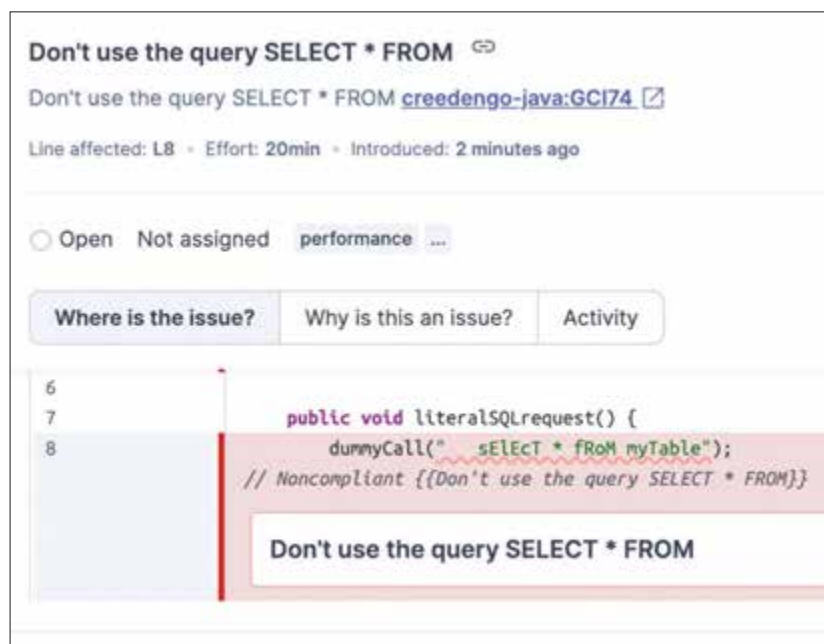 Don't use the query SELECT * FROM
Don't use the query SELECT * FROM creedengo-java:GCI74
Line affected: L8 • Effort: 20min • Introduced: 2 minutes ago
Open Not assigned performance ...
Where is the issue? Why is this an issue? Activity
6
7 public void literalSQLrequest() {
8 dummyCall("   sElEcT * fRoM myTable");
// Noncompliant {{Don't use the query SELECT * FROM}}
Don't use the query SELECT * FROM